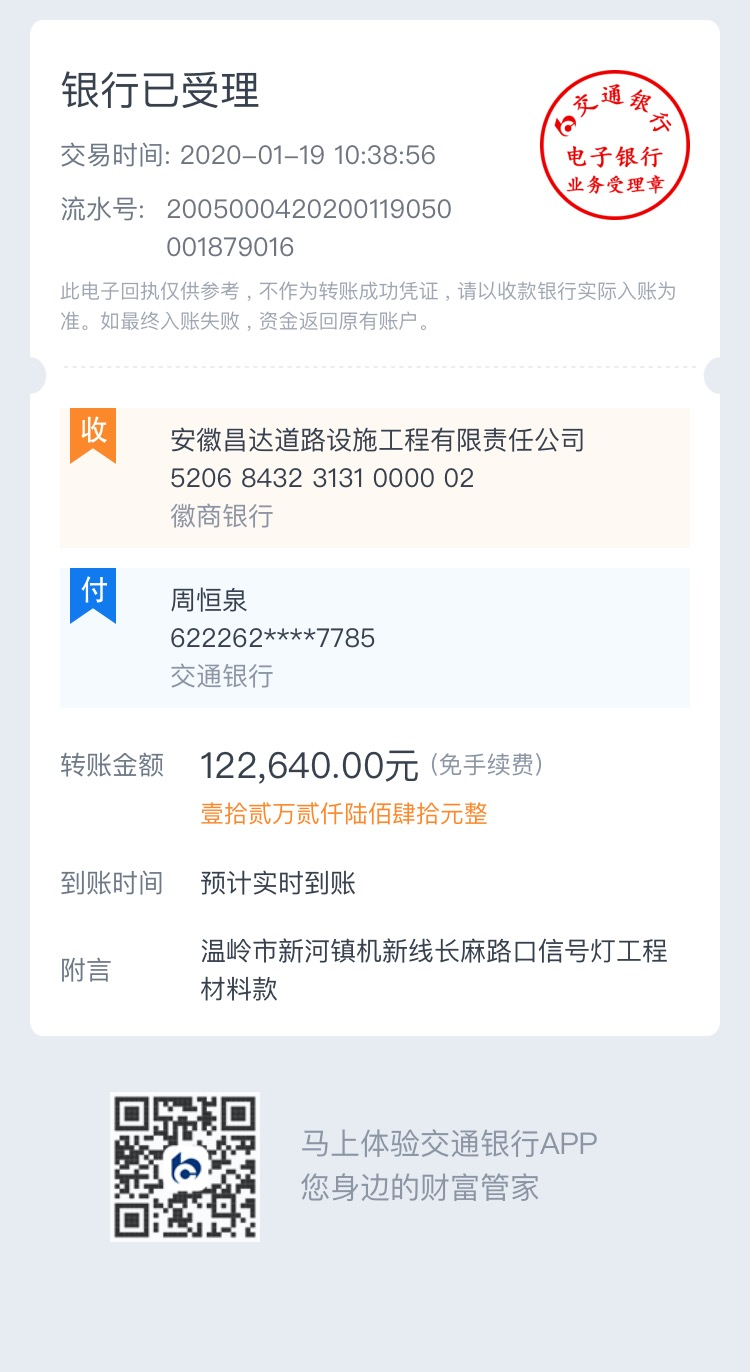 银行已受理
交易时间: 2020-01-19 10:38:56
流水号: 2005000420200119050
001879016
交通银行
电子银行
业务受理章
此电子回执仅供参考，不作为转账成功凭证，请以收款银行实际入账为
准。如最终入账失败，资金返回原有账户。
收
安徽昌达道路设施工程有限责任公司
5206 8432 3131 0000 02
徽商银行
付
周恒泉
622262****7785
交通银行
转账金额 122,640.00元 (免手续费)
壹拾贰万贰仟陆佰肆拾元整
到账时间 预计实时到账
附言 温岭市新河镇机新线长麻路口信号灯工程
材料款
马上体验交通银行APP
您身边的财富管家